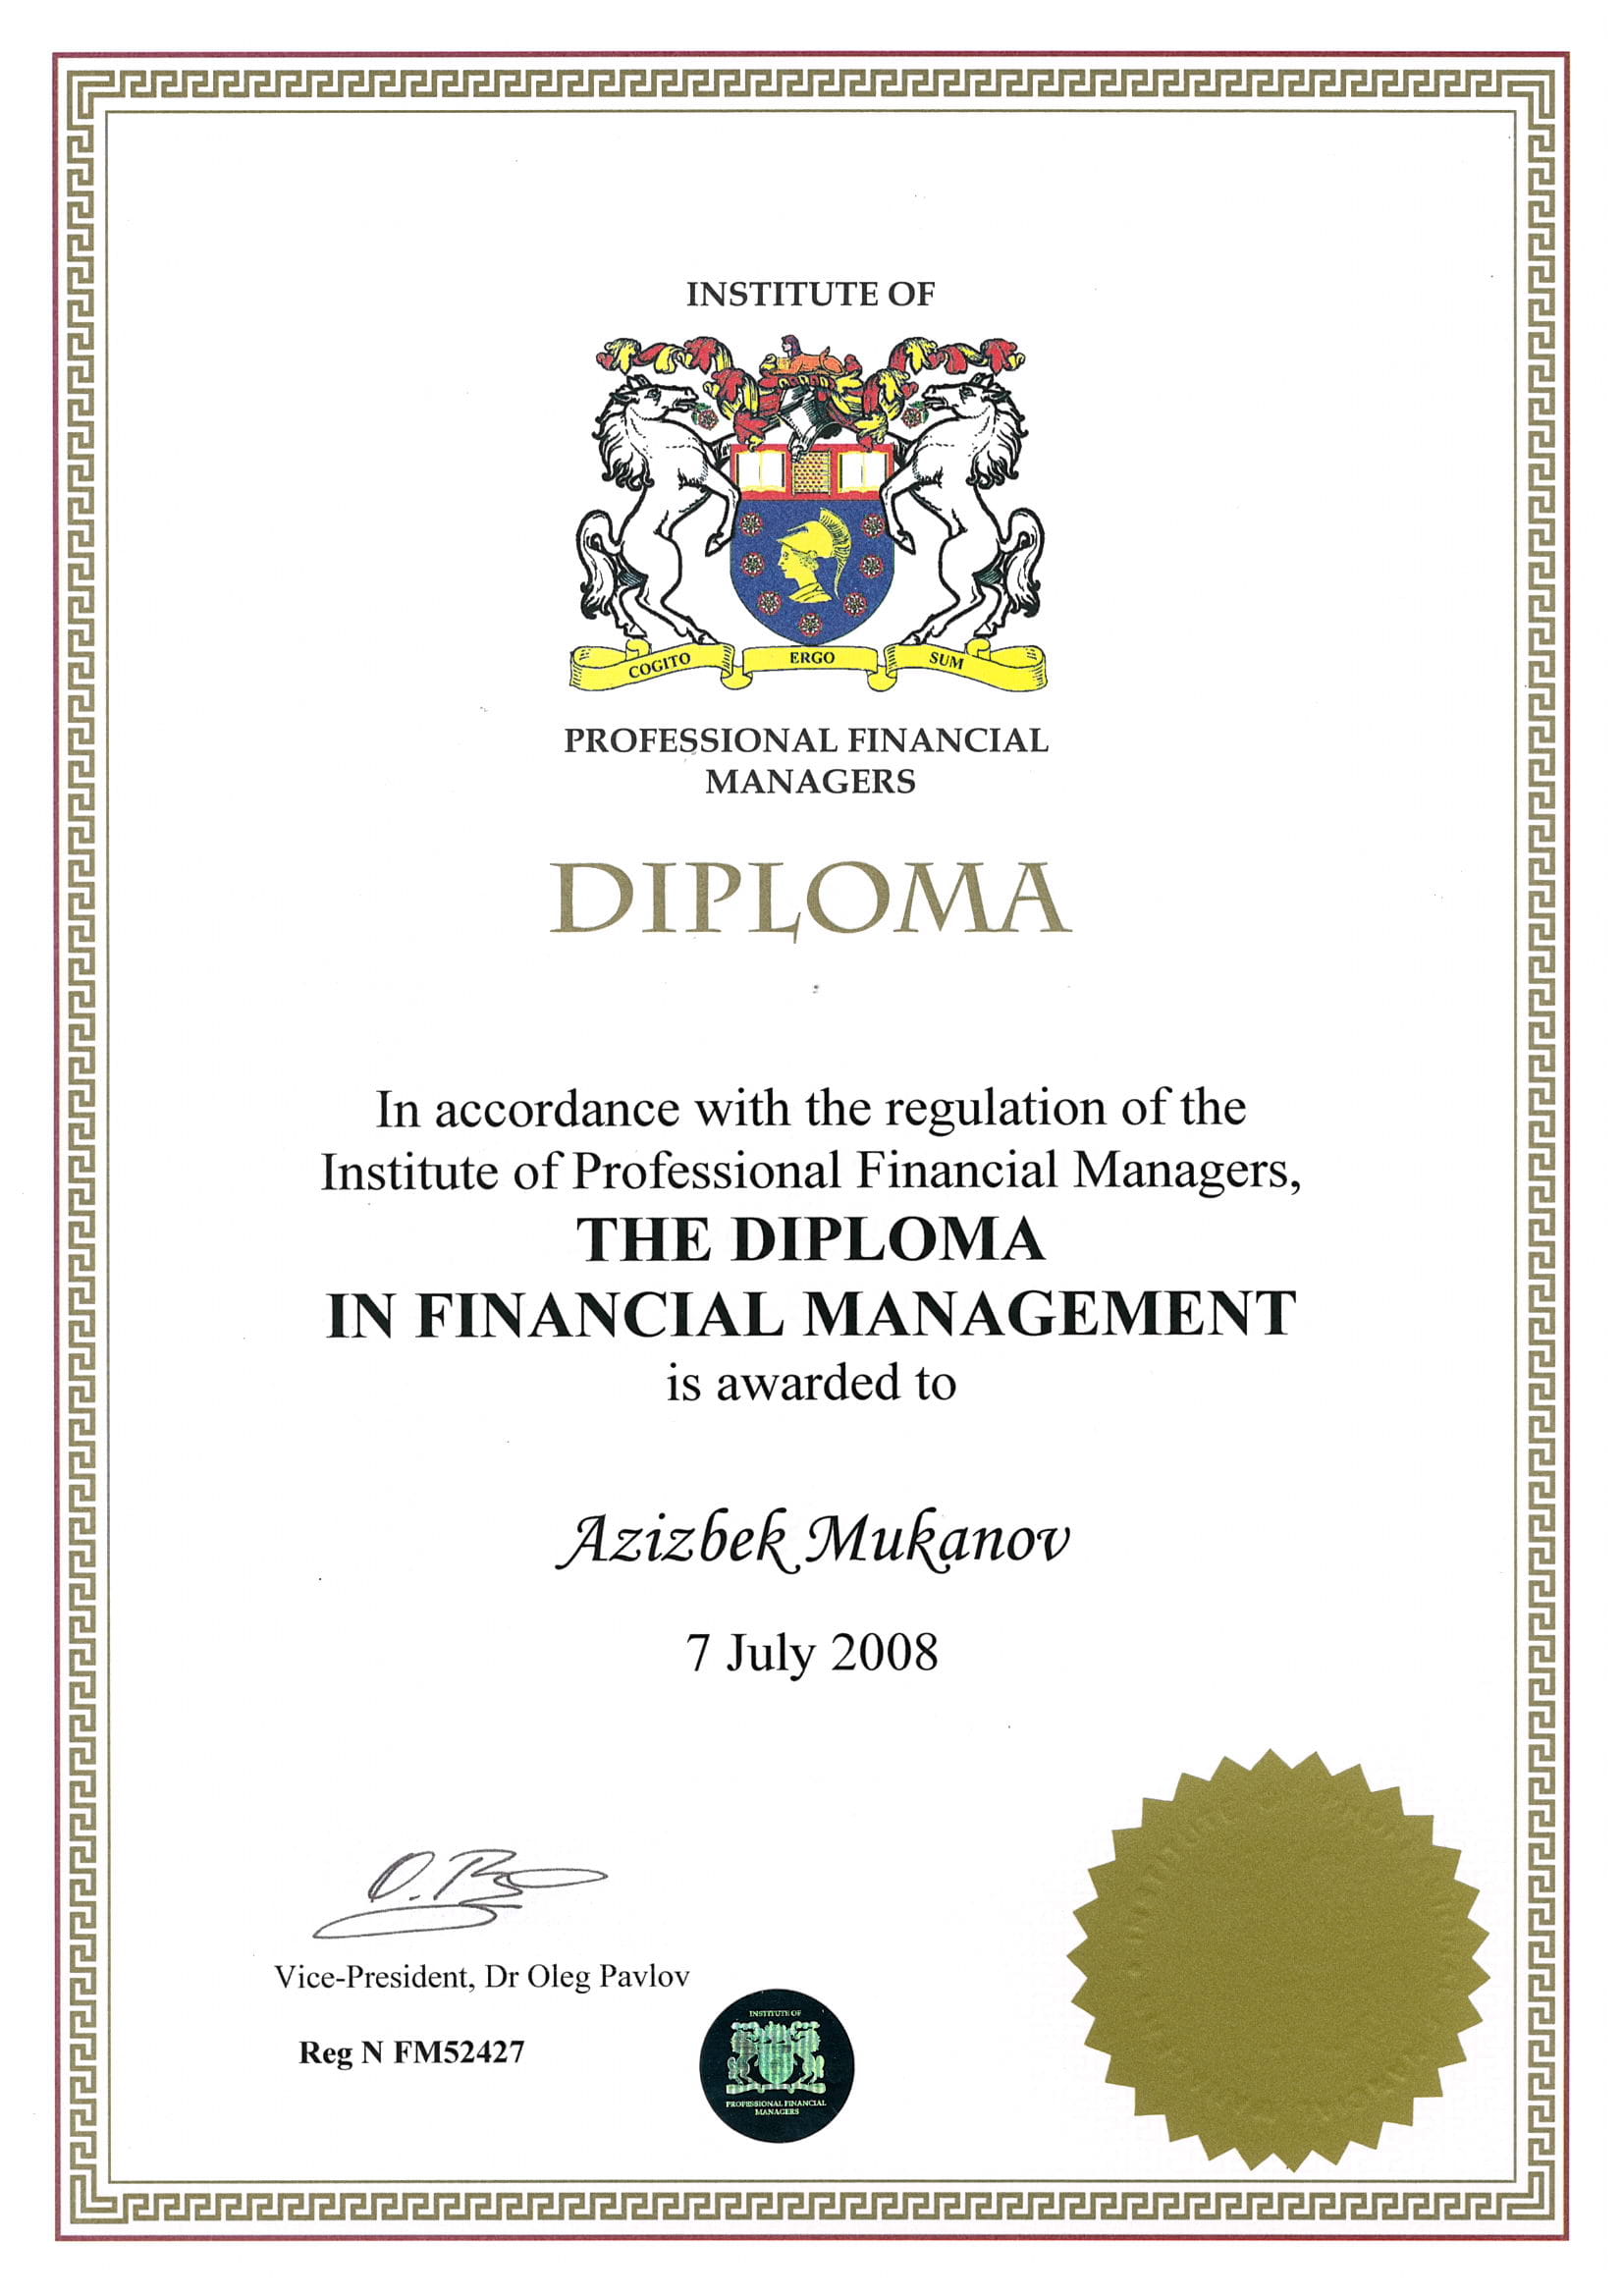 INSTITUTE OF
COGITO ERGO SUM
PROFESSIONAL FINANCIAL
MANAGERS
DIPLOMA
In accordance with the regulation of the
Institute of Professional Financial Managers,
THE DIPLOMA
IN FINANCIAL MANAGEMENT
is awarded to
Azizbek Mukanov
7 July 2008
Vice-President, Dr Oleg Pavlov
Reg N FM52427
INSTITUTE OF
PROFESSIONAL FINANCIAL
MANAGERS